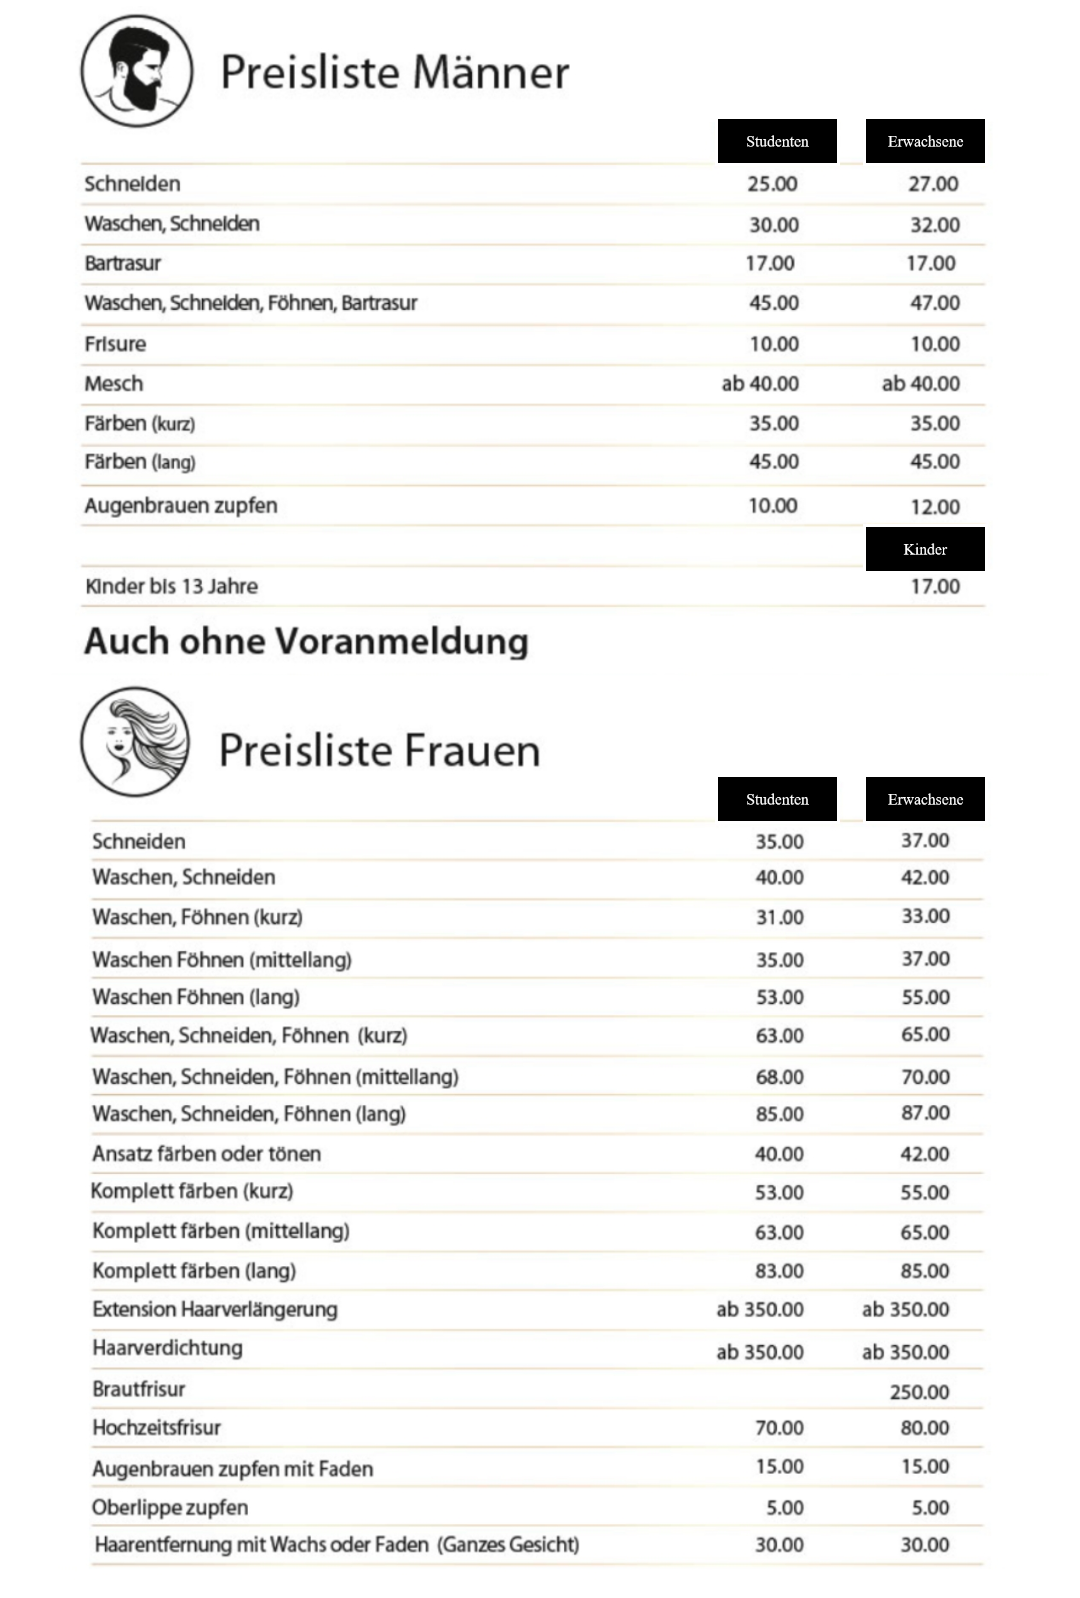 Preisliste Männer
Studenten Erwachsene
Schneiden 25.00 27.00
Waschen, Schneiden 30.00 32.00
Bartrasur 17.00 17.00
Waschen, Schneiden, Föhnen, Bartrasur 45.00 47.00
Frisure 10.00 10.00
Mesch ab 40.00 ab 40.00
Färben (kurz) 35.00 35.00
Färben (lang) 45.00 45.00
Augenbrauen zupfen 10.00 12.00
Kinder
Kinder bis 13 Jahre 17.00
Auch ohne Voranmeldung
Preisliste Frauen
Studenten Erwachsene
Schneiden 35.00 37.00
Waschen, Schneiden 40.00 42.00
Waschen, Föhnen (kurz) 31.00 33.00
Waschen Föhnen (mittellang) 35.00 37.00
Waschen Föhnen (lang) 53.00 55.00
Waschen, Schneiden, Föhnen (kurz) 63.00 65.00
Waschen, Schneiden, Föhnen (mittellang) 68.00 70.00
Waschen, Schneiden, Föhnen (lang) 85.00 87.00
Ansatz färben oder tönen 40.00 42.00
Komplett färben (kurz) 53.00 55.00
Komplett färben (mittellang) 63.00 65.00
Komplett färben (lang) 83.00 85.00
Extension Haarverlängerung ab 350.00 ab 350.00
Haarverdichtung ab 350.00 ab 350.00
Brautfrisur 250.00
Hochzeitsfrisur 70.00 80.00
Augenbrauen zupfen mit Faden 15.00 15.00
Oberlippe zupfen 5.00 5.00
Haarentfernung mit Wachs oder Faden (Ganzes Gesicht) 30.00 30.00